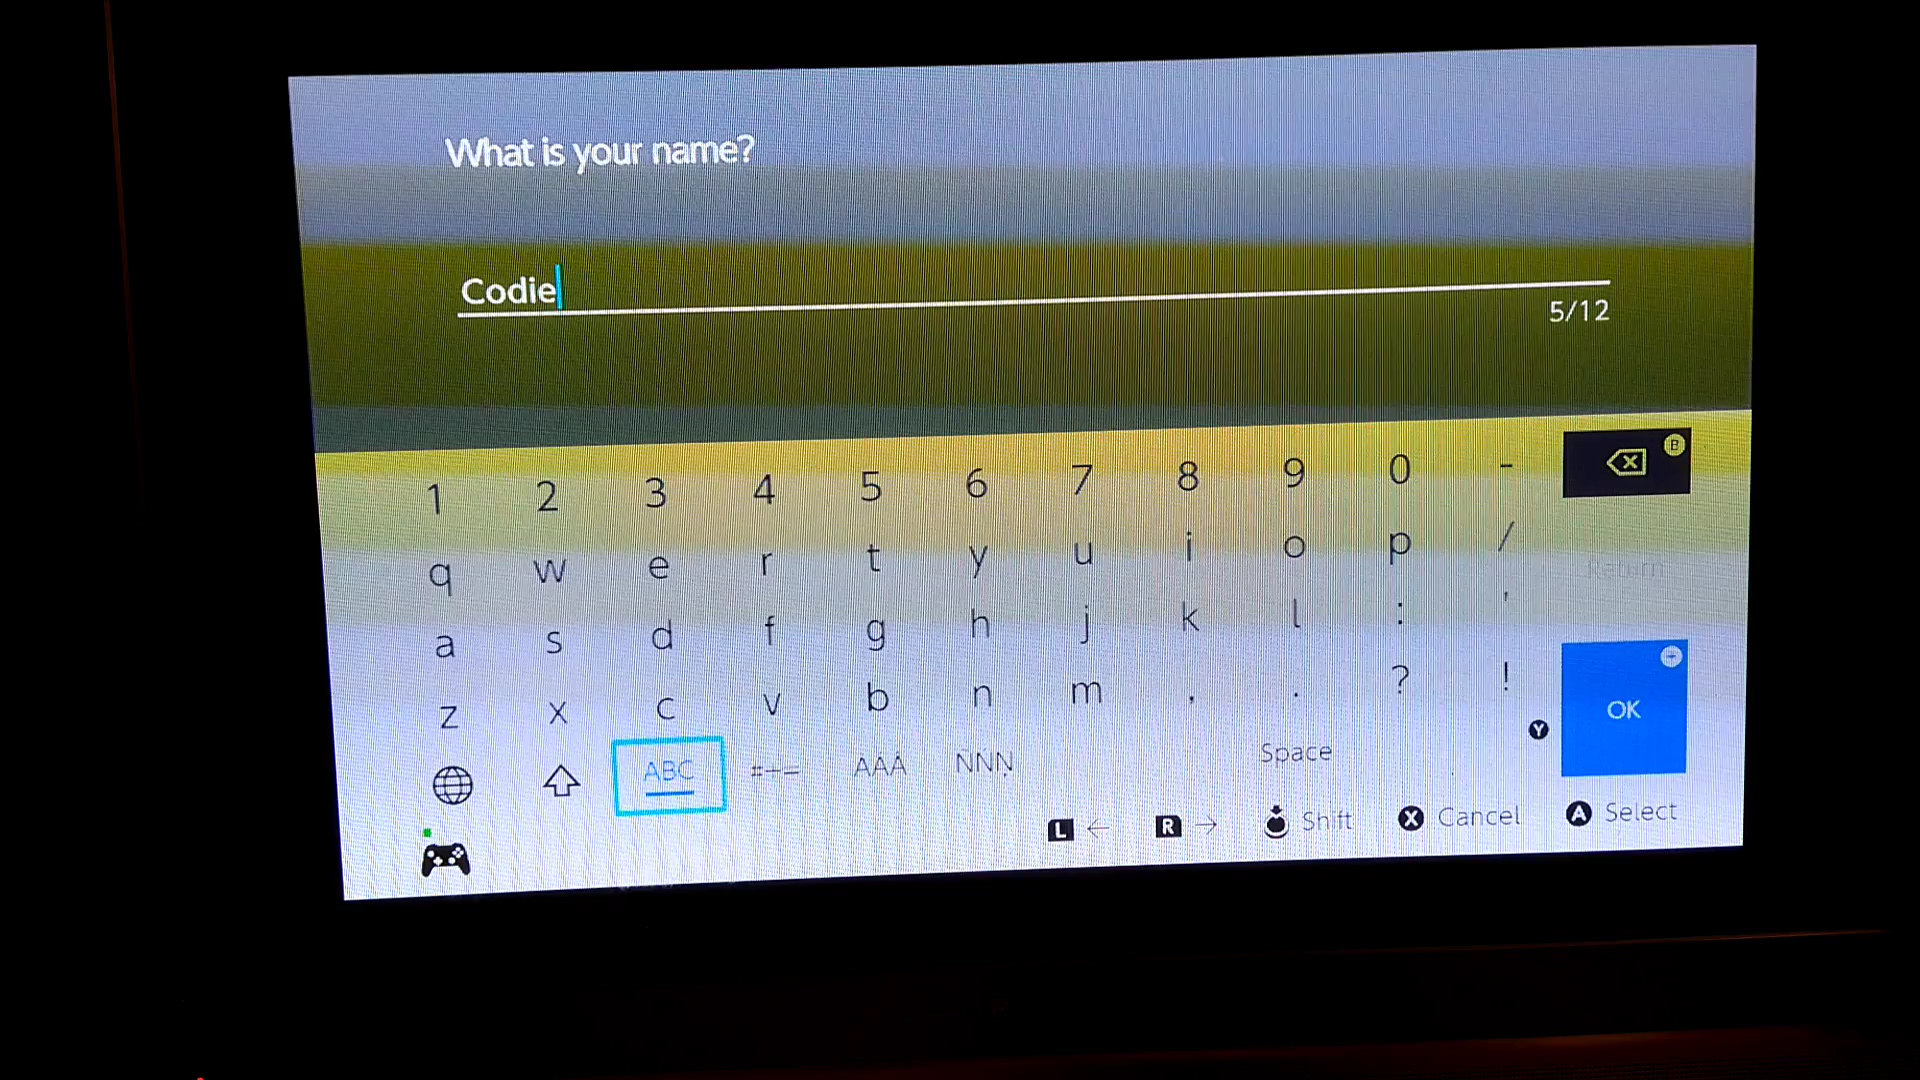 What is your name?
Codie
5/12
1 2 3 4 5 6 7 8 9 0 - B
q w e r t y u i o p / Return
a s d f g h j k l : '
z x c v b n m , . ? ! OK
ABC #+= ÀÁÂ Space Y
L ← R → Shift X Cancel A Select